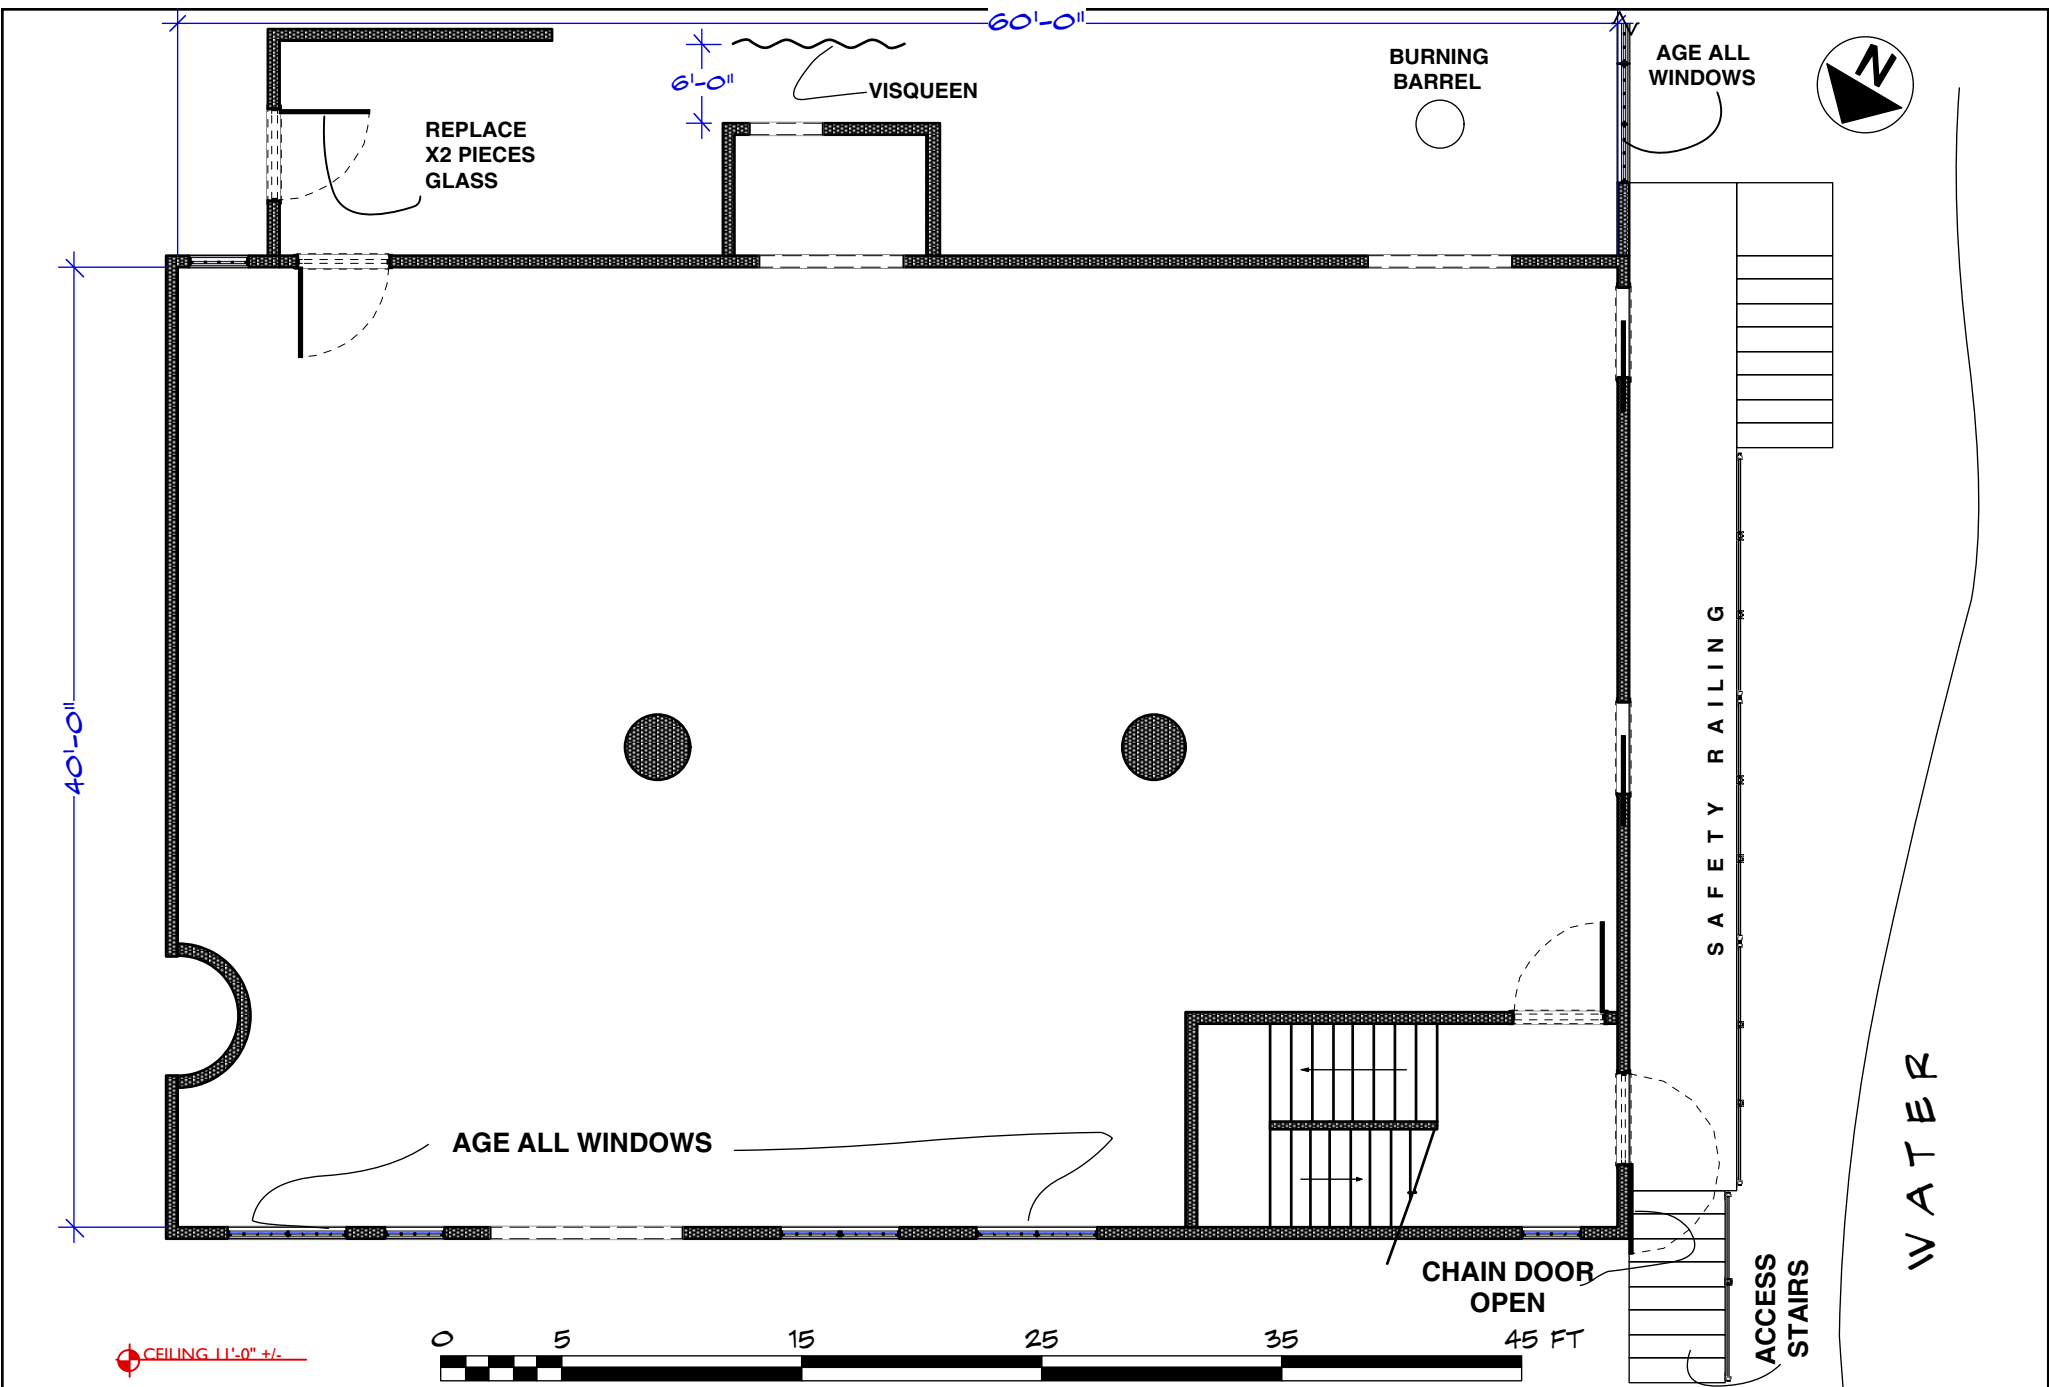 60'-0"
BURNING
BARREL
AGE ALL
WINDOWS
N
6'-0"
VISQUEEN
REPLACE
X2 PIECES
GLASS
40'-0"
SAFETY RAILING
WATER
AGE ALL WINDOWS
CHAIN DOOR
OPEN
ACCESS
STAIRS
0 5 15 25 35 45 FT
CEILING 11'-0" +/-